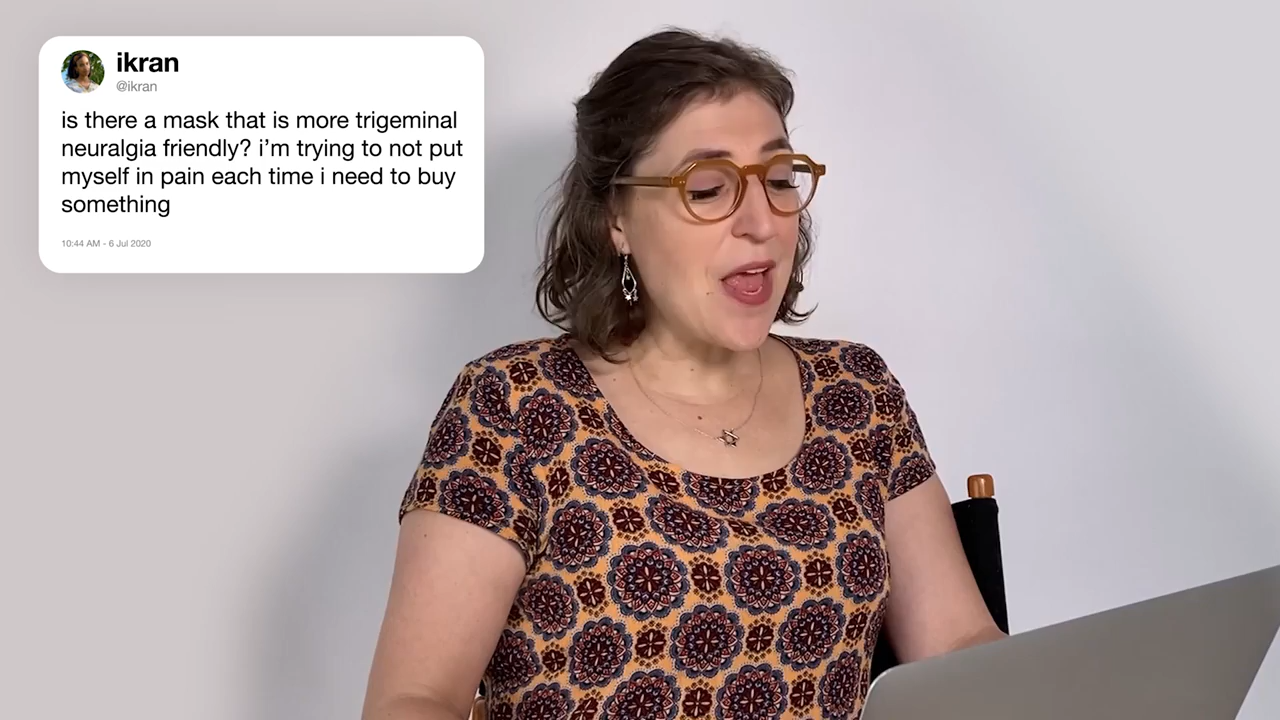 ikran
@ikran
is there a mask that is more trigeminal
neuralgia friendly? i’m trying to not put
myself in pain each time i need to buy
something
10:44 AM - 6 Jul 2020